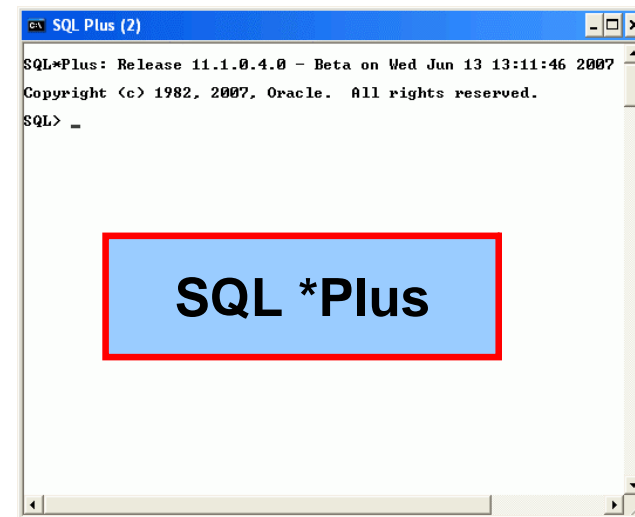 SQL Plus (2)
SQL*Plus: Release 11.1.0.4.0 - Beta on Wed Jun 13 13:11:46 2007
Copyright (c) 1982, 2007, Oracle.  All rights reserved.
SQL> _
SQL *Plus